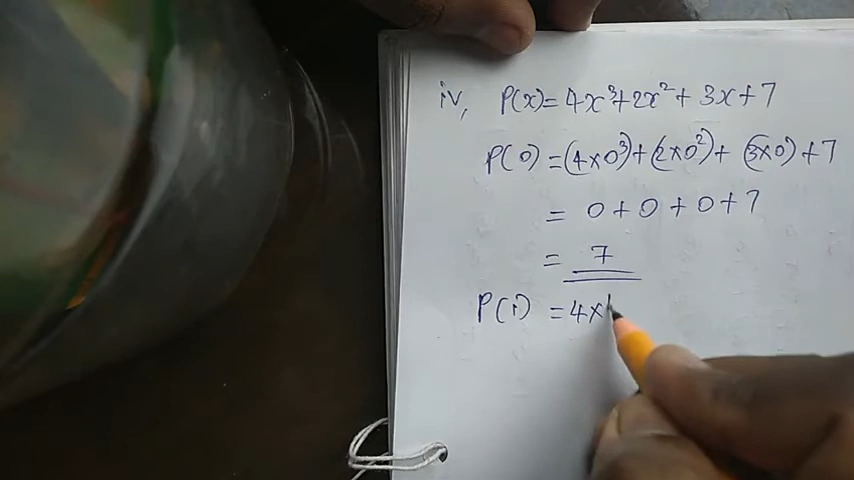 iv, P(x) = 4x³+2x² + 3x+7
P(0) = (4×0³)+(2×0²)+ (3×0) +7
= 0 + 0 + 0 + 7
= 7
P(1) = 4×1